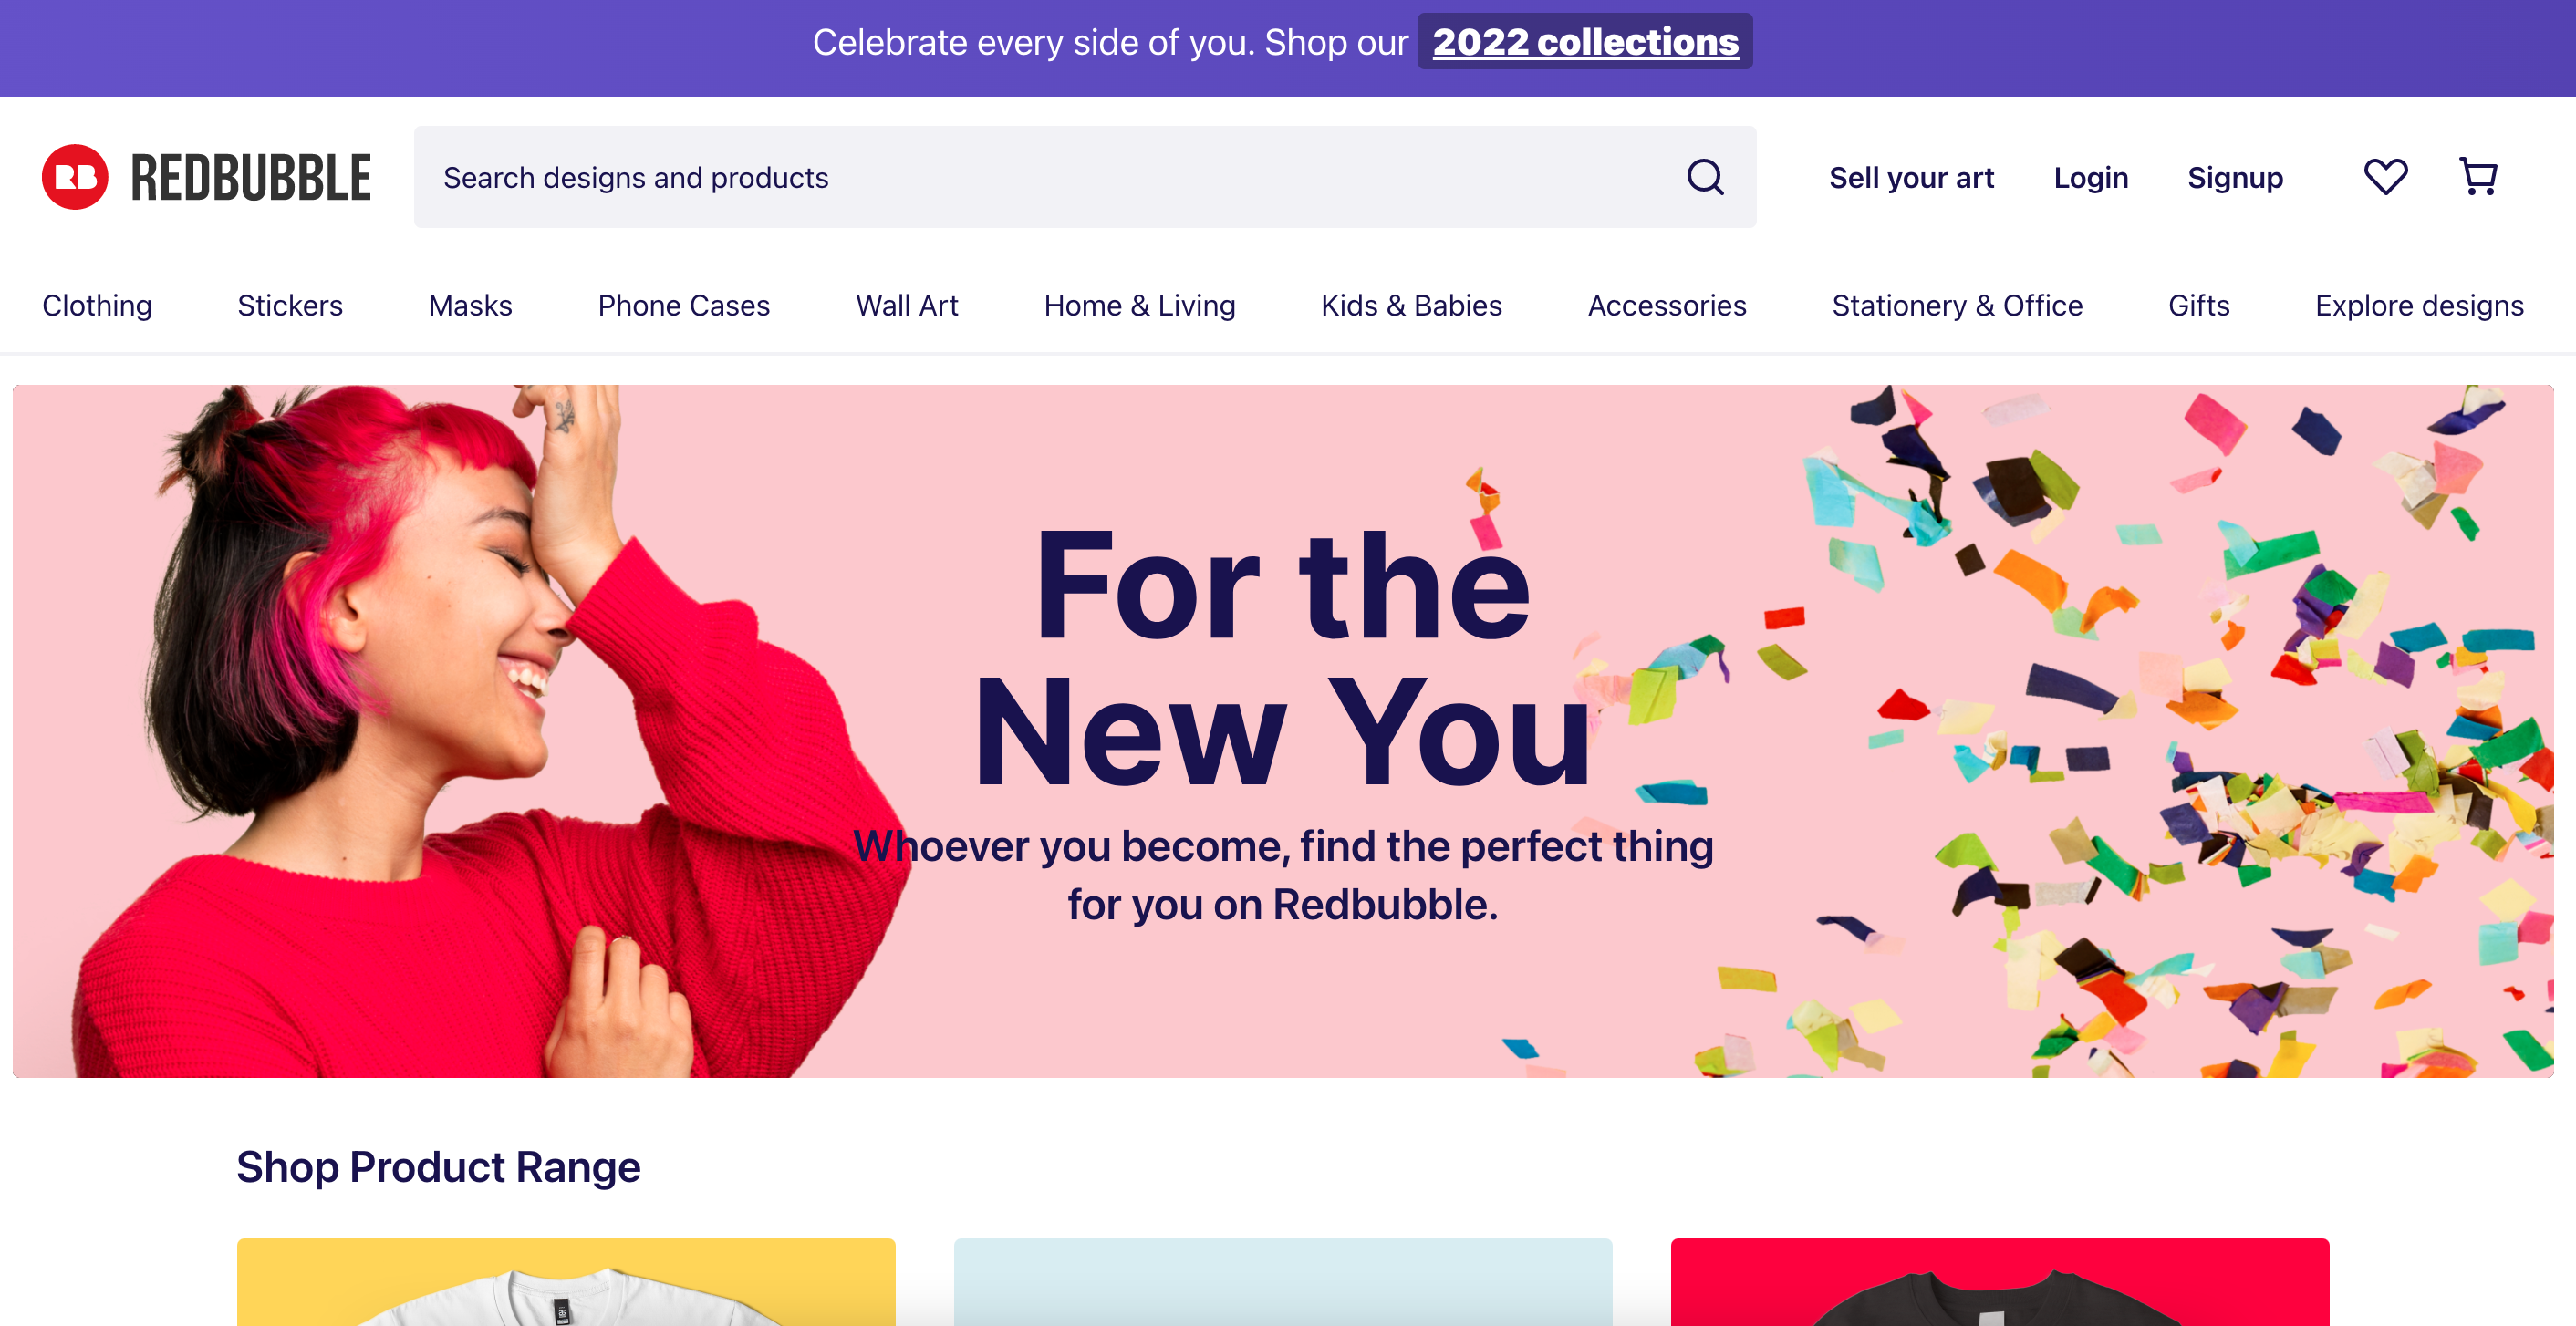 Celebrate every side of you. Shop our 2022 collections
RB REDBUBBLE
Search designs and products
Sell your art
Login
Signup
Clothing
Stickers
Masks
Phone Cases
Wall Art
Home & Living
Kids & Babies
Accessories
Stationery & Office
Gifts
Explore designs
For the
New You
Whoever you become, find the perfect thing
for you on Redbubble.
Shop Product Range